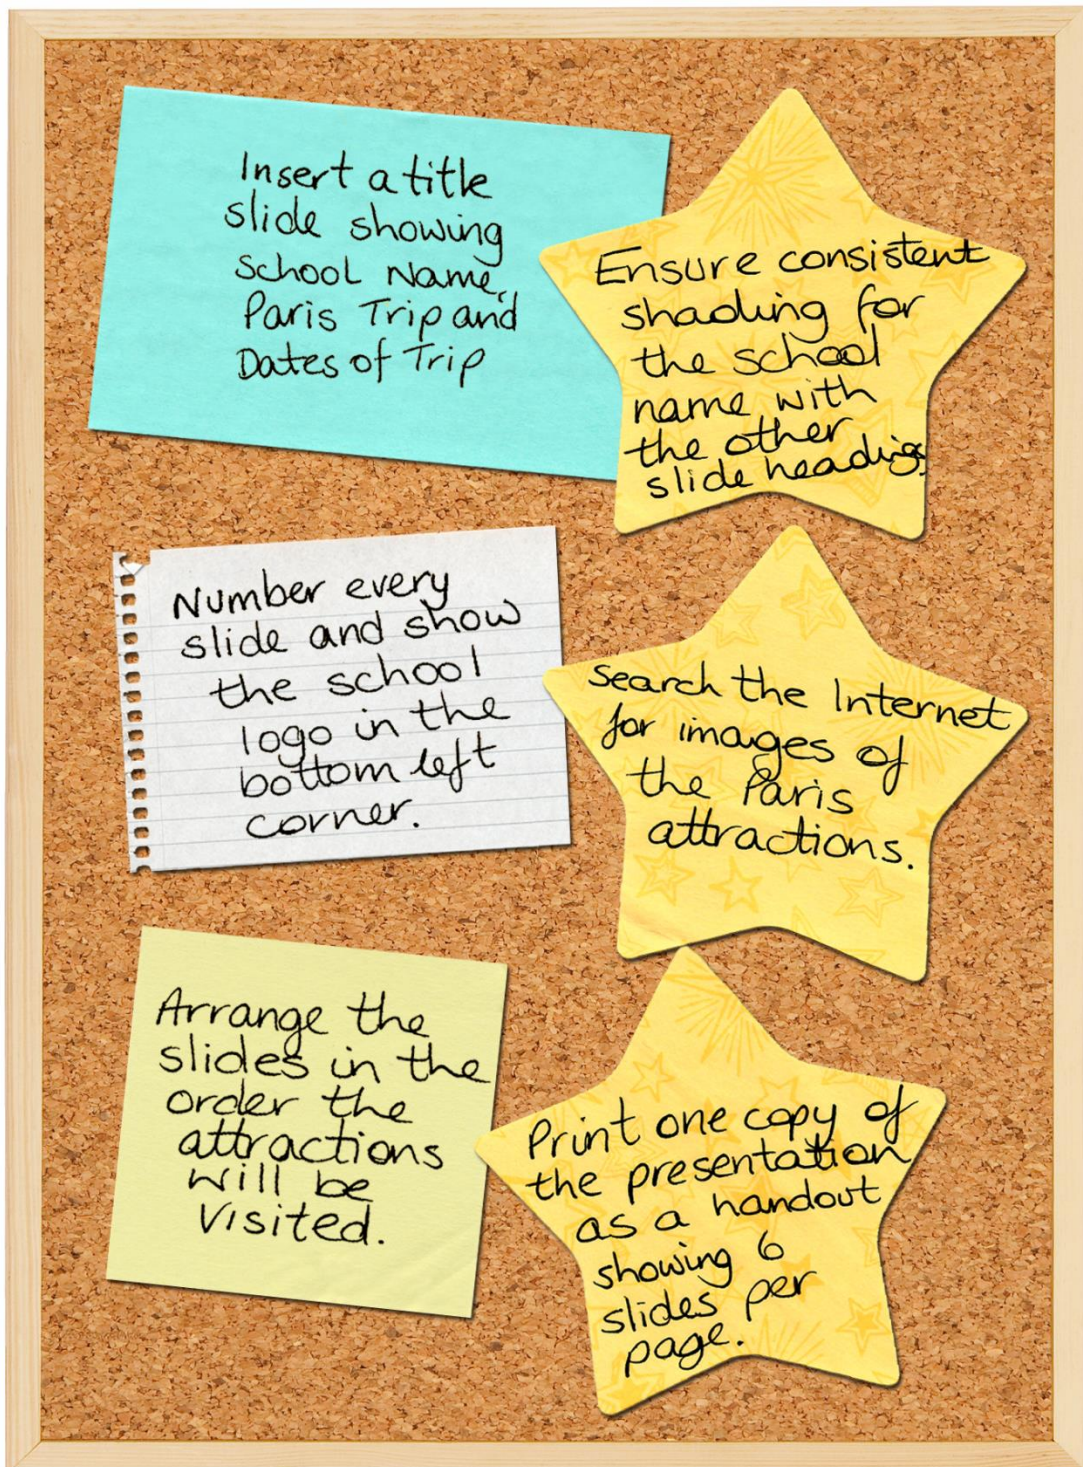 Insert a title
slide showing
School Name,
Paris Trip and
Dates of Trip
Ensure consistent
shading for
the school
name with
the other
slide headings
Number every
slide and show
the school
logo in the
bottom left
corner.
Search the Internet
for images of
the Paris
attractions.
Arrange the
slides in the
order the
attractions
will be
visited.
Print one copy of
the presentation
as a handout
showing 6
slides per
page.